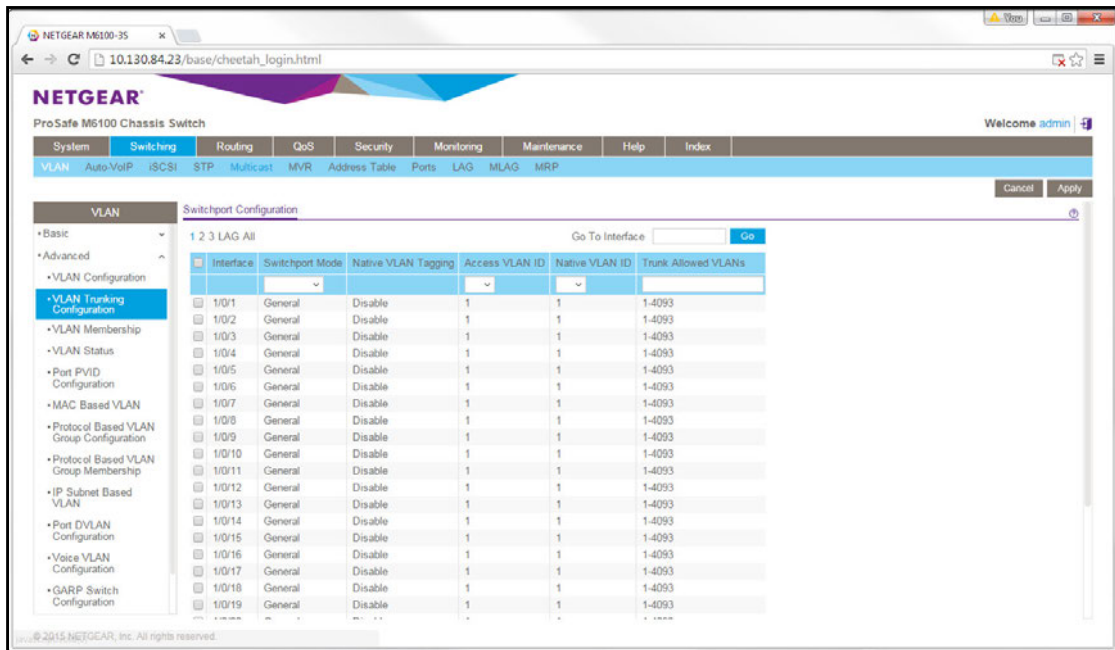 NETGEAR M6100-3S
You
10.130.84.23/base/cheetah_login.html
NETGEAR
ProSafe M6100 Chassis Switch
Welcome admin
System Switching Routing QoS Security Monitoring Maintenance Help Index
VLAN Auto-VoIP iSCSI STP Multicast MVR Address Table Ports LAG MLAG MRP
Cancel Apply
VLAN
• Basic
• Advanced
• VLAN Configuration
• VLAN Trunking
Configuration
• VLAN Membership
• VLAN Status
• Port PVID
Configuration
• MAC Based VLAN
• Protocol Based VLAN
Group Configuration
• Protocol Based VLAN
Group Membership
• IP Subnet Based
VLAN
• Port DVLAN
Configuration
• Voice VLAN
Configuration
• GARP Switch
Configuration
Switchport Configuration
1 2 3 LAG All Go To Interface Go
Interface Switchport Mode Native VLAN Tagging Access VLAN ID Native VLAN ID Trunk Allowed VLANs
1/0/1 General Disable 1 1 1-4093
1/0/2 General Disable 1 1 1-4093
1/0/3 General Disable 1 1 1-4093
1/0/4 General Disable 1 1 1-4093
1/0/5 General Disable 1 1 1-4093
1/0/6 General Disable 1 1 1-4093
1/0/7 General Disable 1 1 1-4093
1/0/8 General Disable 1 1 1-4093
1/0/9 General Disable 1 1 1-4093
1/0/10 General Disable 1 1 1-4093
1/0/11 General Disable 1 1 1-4093
1/0/12 General Disable 1 1 1-4093
1/0/13 General Disable 1 1 1-4093
1/0/14 General Disable 1 1 1-4093
1/0/15 General Disable 1 1 1-4093
1/0/16 General Disable 1 1 1-4093
1/0/17 General Disable 1 1 1-4093
1/0/18 General Disable 1 1 1-4093
1/0/19 General Disable 1 1 1-4093
© 2015 NETGEAR, Inc. All rights reserved.